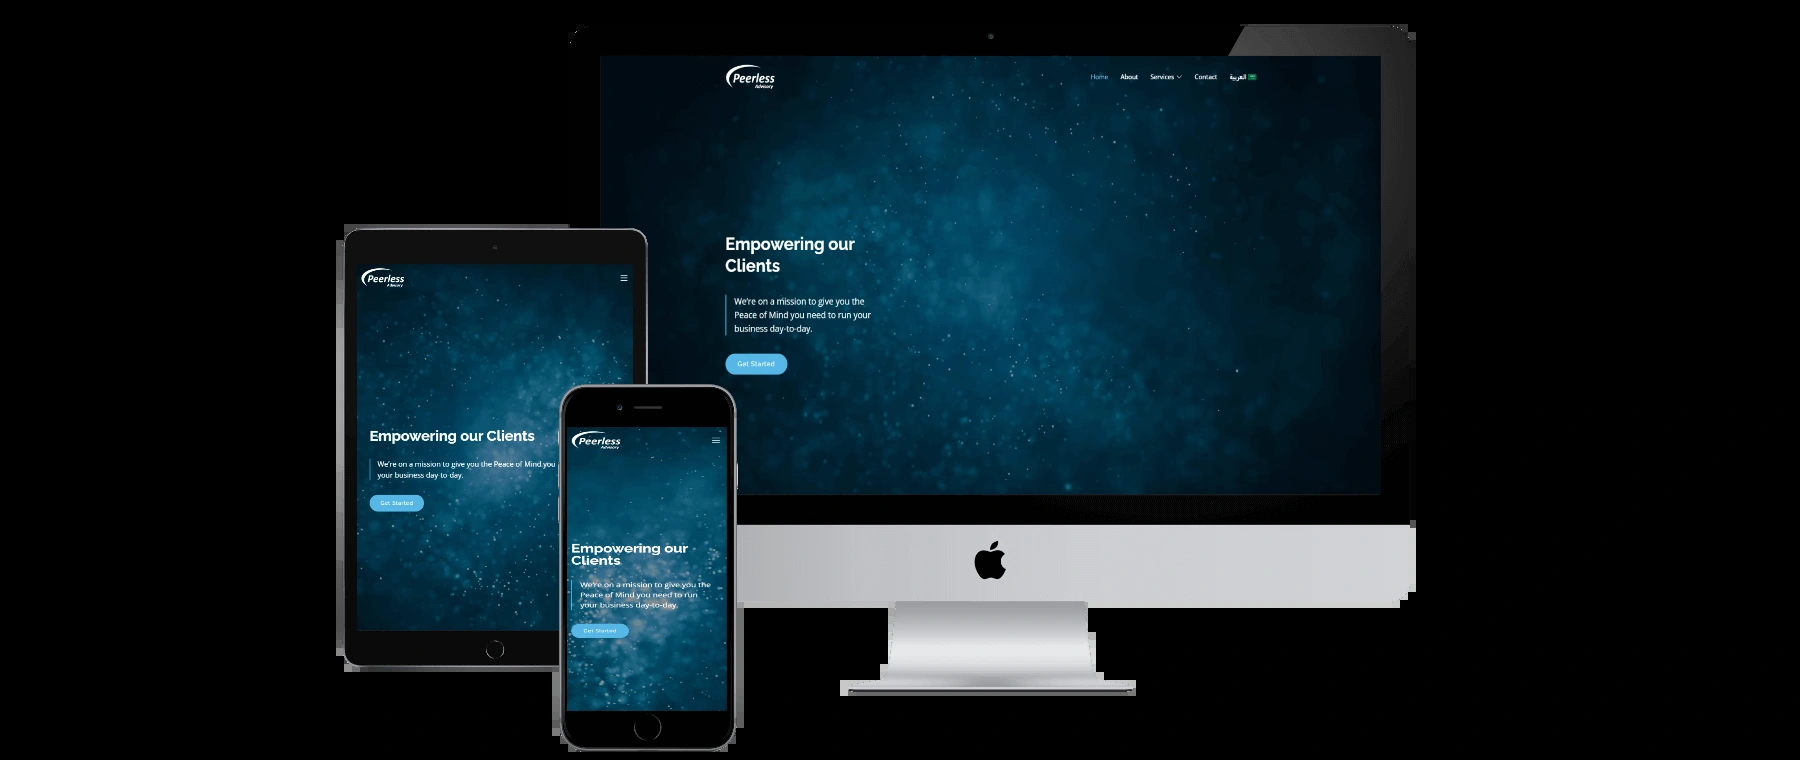 Peerless
Advisory
Home About Services Contact العربية
Empowering our
Clients
We're on a mission to give you the
Peace of Mind you need to run your
business day-to-day.
Get Started
Peerless
Advisory
Empowering our Clients
We're on a mission to give you the Peace of Mind you
your business day to day.
Get Started
Peerless
Advisory
Empowering our
Clients
We're on a mission to give you the
Peace of Mind you need to run
your business day-to-day.
Get Started